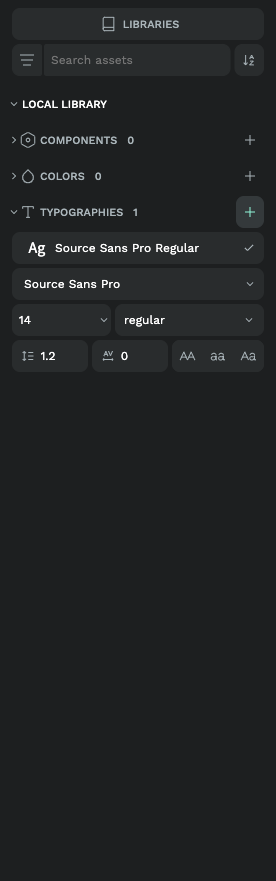 LIBRARIES
Search assets
LOCAL LIBRARY
COMPONENTS 0
COLORS 0
TYPOGRAPHIES 1
Ag Source Sans Pro Regular
Source Sans Pro
14 regular
1.2 AV 0 AA aa Aa